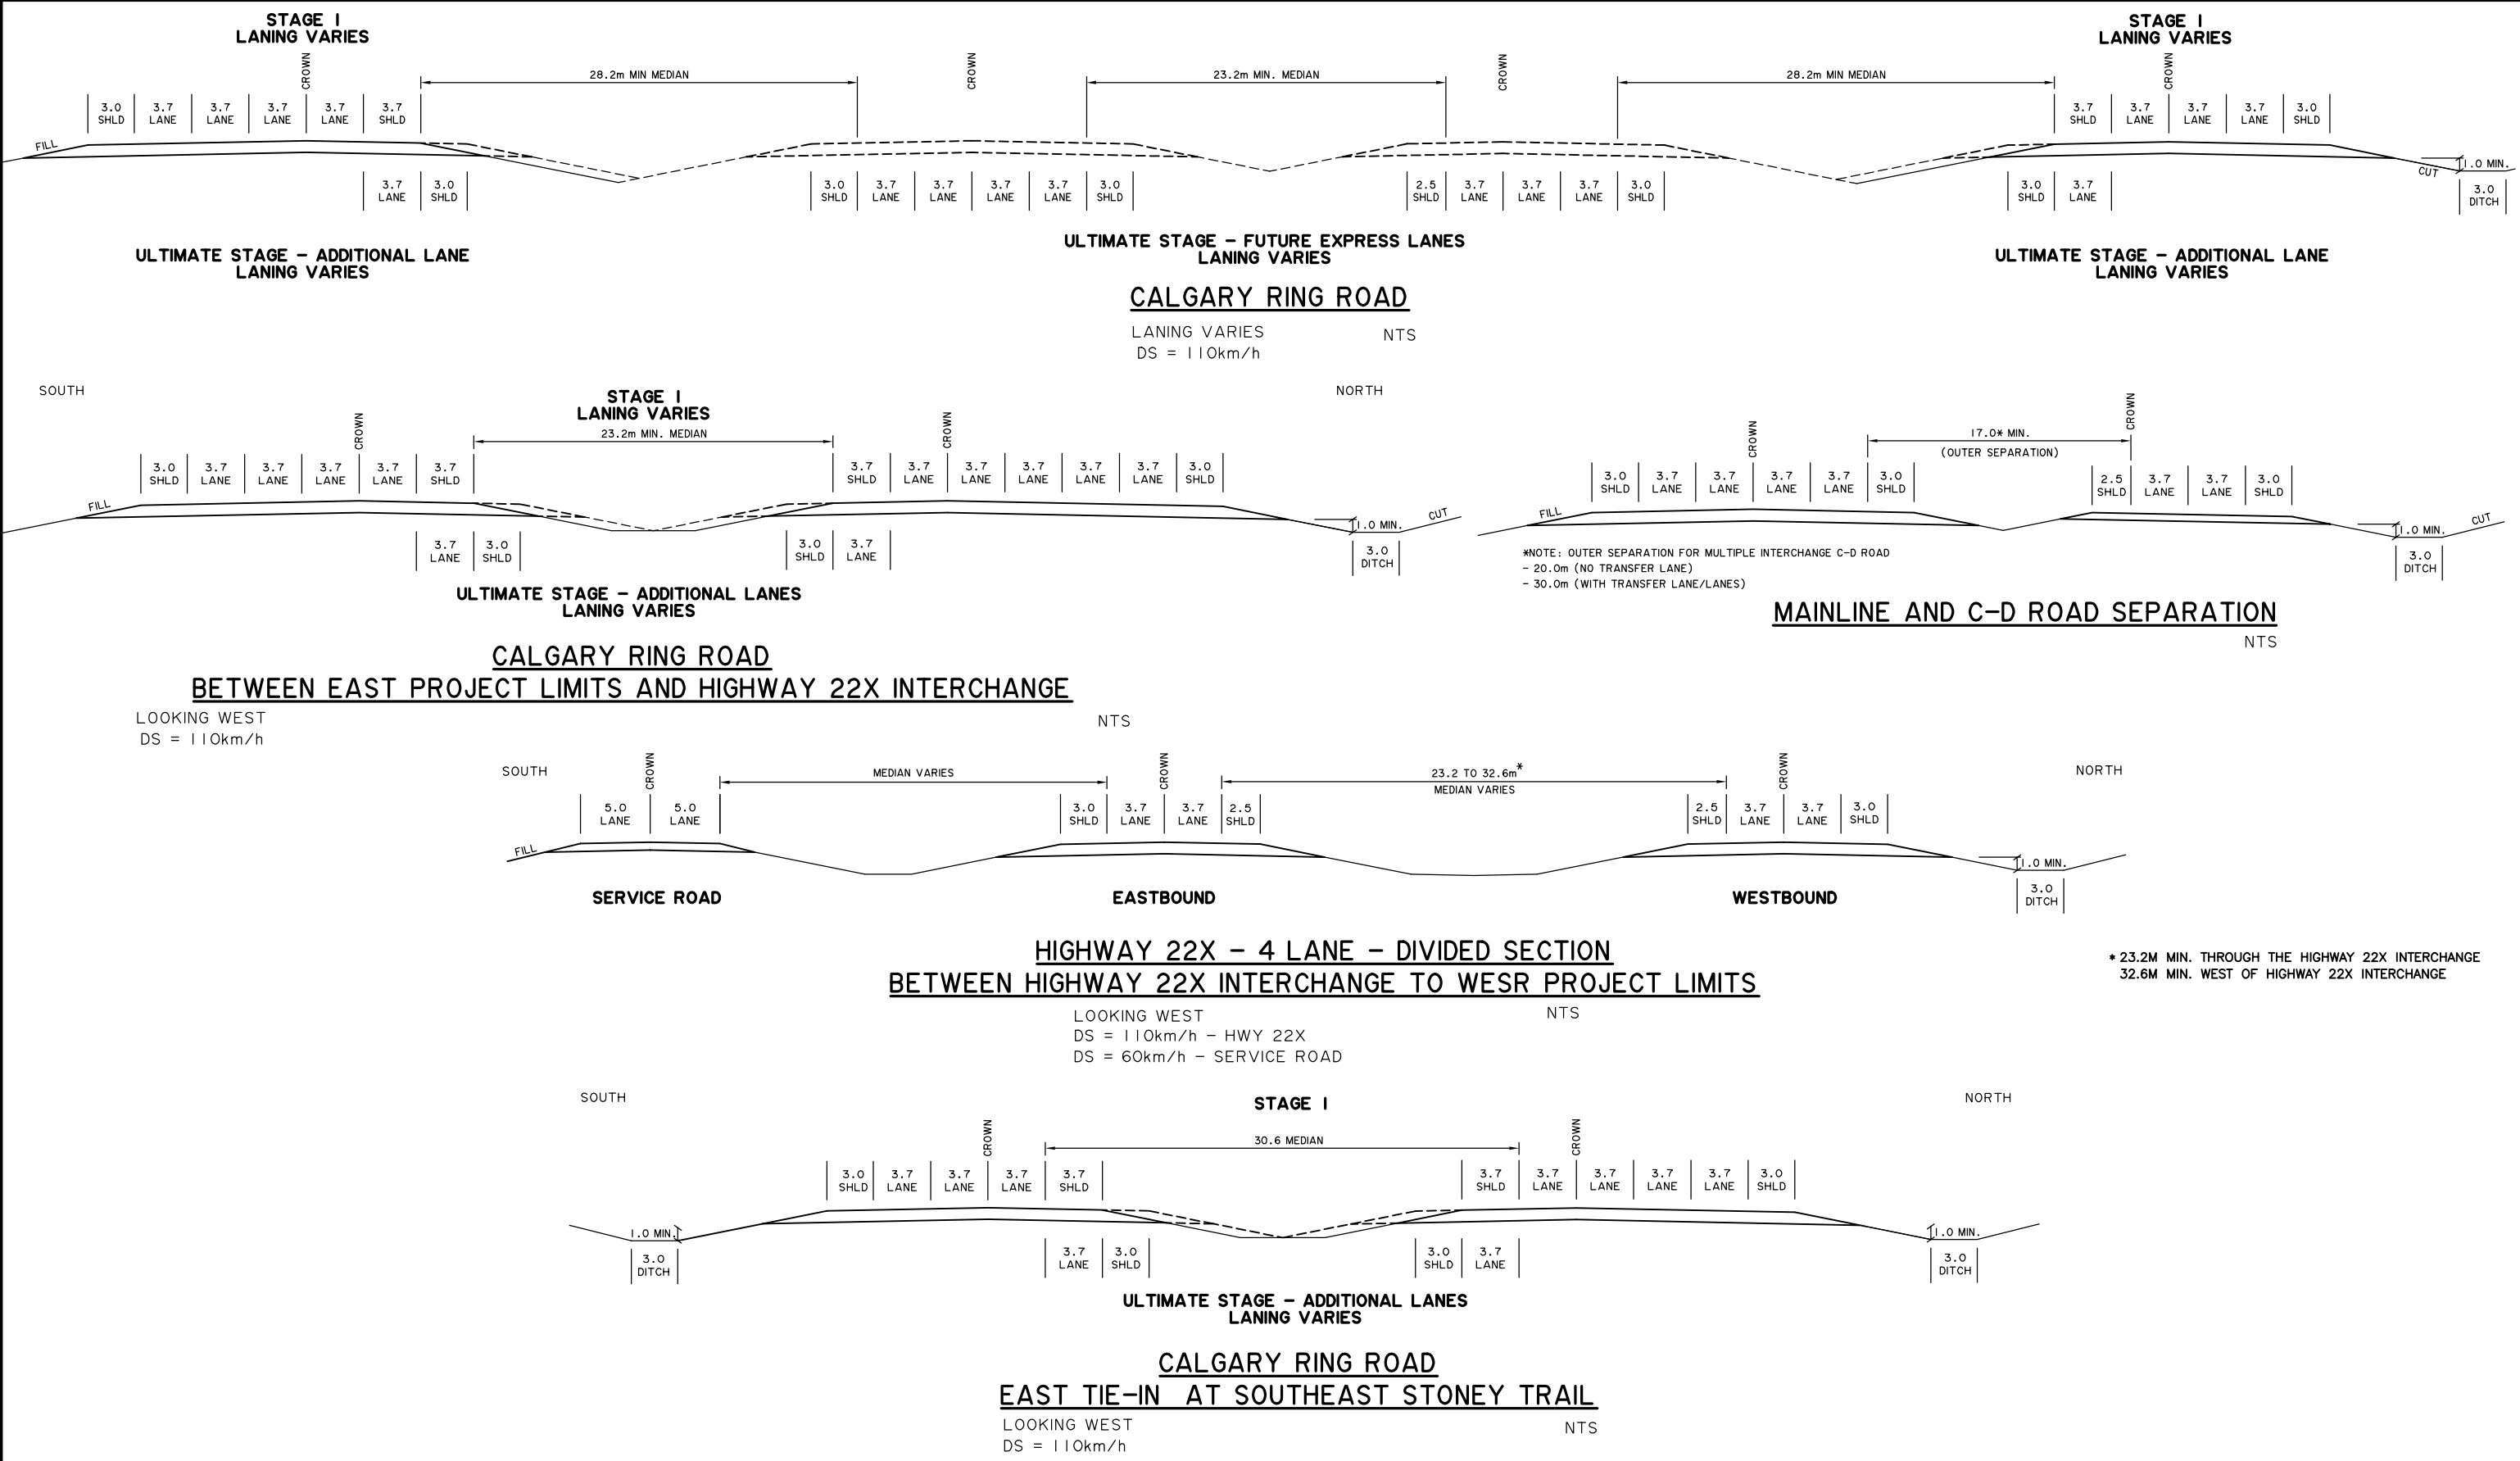 STAGE 1
LANING VARIES
CROWN
28.2m MIN MEDIAN
CROWN
23.2m MIN. MEDIAN
CROWN
28.2m MIN MEDIAN
STAGE 1
LANING VARIES
CROWN
3.0 3.7 3.7 3.7 3.7 3.7
SHLD LANE LANE LANE LANE SHLD
3.7 3.7 3.7 3.7 3.0
SHLD LANE LANE LANE SHLD
FILL
1.0 MIN.
CUT
3.7 3.0
LANE SHLD
3.0 3.7 3.7 3.7 3.7 3.0
SHLD LANE LANE LANE LANE SHLD
2.5 3.7 3.7 3.7 3.0
SHLD LANE LANE LANE SHLD
3.0 3.7
SHLD LANE
3.0
DITCH
ULTIMATE STAGE - ADDITIONAL LANE
LANING VARIES
ULTIMATE STAGE - FUTURE EXPRESS LANES
LANING VARIES
ULTIMATE STAGE - ADDITIONAL LANE
LANING VARIES
CALGARY RING ROAD
LANING VARIES NTS
DS = 110km/h
SOUTH
STAGE 1
LANING VARIES
NORTH
CROWN
23.2m MIN. MEDIAN
CROWN
3.0 3.7 3.7 3.7 3.7 3.7
SHLD LANE LANE LANE LANE SHLD
3.7 3.7 3.7 3.7 3.7 3.7 3.0
SHLD LANE LANE LANE LANE LANE SHLD
FILL
1.0 MIN.
CUT
3.7 3.0
LANE SHLD
3.0 3.7
SHLD LANE
3.0
DITCH
ULTIMATE STAGE - ADDITIONAL LANES
LANING VARIES
CALGARY RING ROAD
BETWEEN EAST PROJECT LIMITS AND HIGHWAY 22X INTERCHANGE
LOOKING WEST NTS
DS = 110km/h
CROWN
17.0* MIN.
(OUTER SEPARATION)
CROWN
3.0 3.7 3.7 3.7 3.7 3.0
SHLD LANE LANE LANE LANE SHLD
2.5 3.7 3.7 3.0
SHLD LANE LANE SHLD
FILL
1.0 MIN.
CUT
3.0
DITCH
*NOTE: OUTER SEPARATION FOR MULTIPLE INTERCHANGE C-D ROAD
- 20.0m (NO TRANSFER LANE)
- 30.0m (WITH TRANSFER LANE/LANES)
MAINLINE AND C-D ROAD SEPARATION
NTS
SOUTH
CROWN
MEDIAN VARIES
CROWN
23.2 TO 32.6m*
MEDIAN VARIES
CROWN
NORTH
5.0 5.0
LANE LANE
3.0 3.7 3.7 2.5
SHLD LANE LANE SHLD
2.5 3.7 3.7 3.0
SHLD LANE LANE SHLD
FILL
1.0 MIN.
3.0
DITCH
SERVICE ROAD
EASTBOUND
WESTBOUND
HIGHWAY 22X - 4 LANE - DIVIDED SECTION
BETWEEN HIGHWAY 22X INTERCHANGE TO WESR PROJECT LIMITS
LOOKING WEST NTS
DS = 110km/h - HWY 22X
DS = 60km/h - SERVICE ROAD
* 23.2M MIN. THROUGH THE HIGHWAY 22X INTERCHANGE
32.6M MIN. WEST OF HIGHWAY 22X INTERCHANGE
SOUTH
STAGE 1
NORTH
CROWN
30.6 MEDIAN
CROWN
3.0 3.7 3.7 3.7 3.7
SHLD LANE LANE LANE SHLD
3.7 3.7 3.7 3.7 3.7 3.0
SHLD LANE LANE LANE LANE SHLD
1.0 MIN.
1.0 MIN.
3.0
DITCH
3.7 3.0
LANE SHLD
3.0 3.7
SHLD LANE
3.0
DITCH
ULTIMATE STAGE - ADDITIONAL LANES
LANING VARIES
CALGARY RING ROAD
EAST TIE-IN AT SOUTHEAST STONEY TRAIL
LOOKING WEST NTS
DS = 110km/h